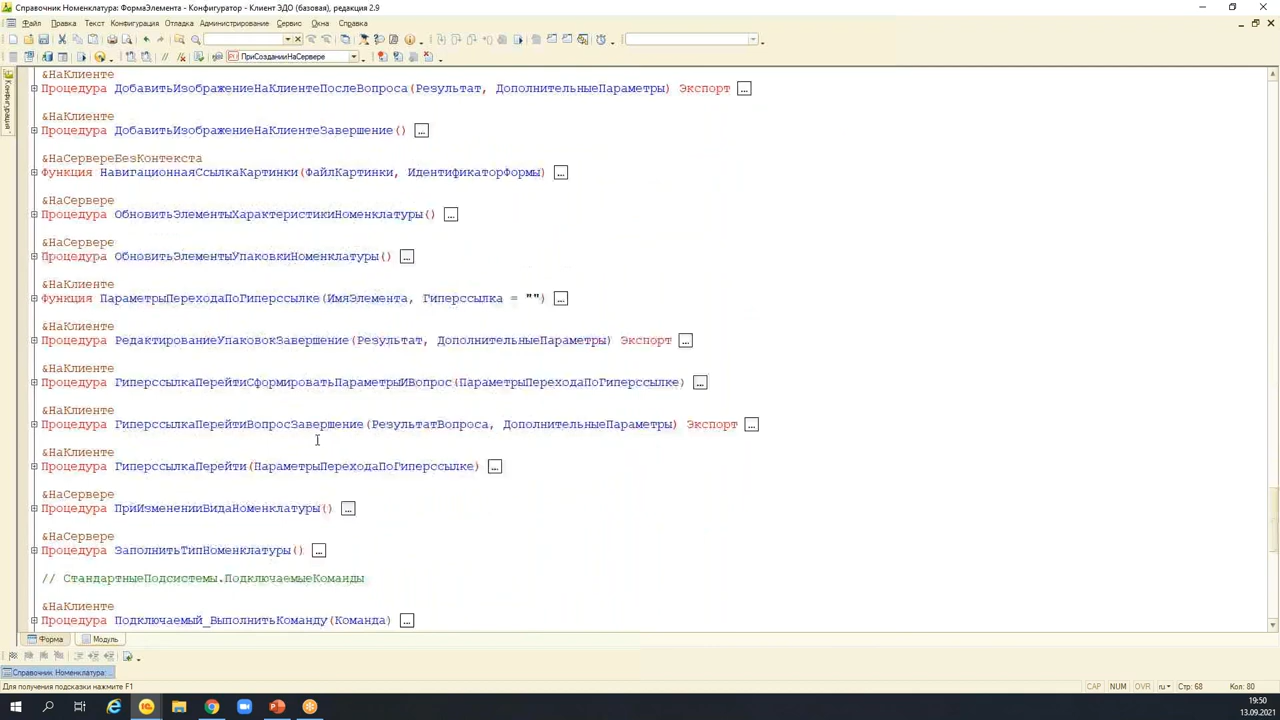 Справочник Номенклатура: ФормаЭлемента - Конфигуратор - Клиент ЭДО (базовая), редакция 2.9
Файл Правка Текст Конфигурация Отладка Администрирование Сервис Окна Справка
ПриСозданииНаСервере
Конфигурация
&НаКлиенте
Процедура ДобавитьИзображениеНаКлиентеПослеВопроса(Результат, ДополнительныеПараметры) Экспорт ...
&НаКлиенте
Процедура ДобавитьИзображениеНаКлиентеЗавершение() ...
&НаСервереБезКонтекста
Функция НавигационнаяСсылкаКартинки(ФайлКартинки, ИдентификаторФормы) ...
&НаСервере
Процедура ОбновитьЭлементыХарактеристикиНоменклатуры() ...
&НаСервере
Процедура ОбновитьЭлементыУпаковкиНоменклатуры() ...
&НаКлиенте
Функция ПараметрыПереходаПоГиперссылке(ИмяЭлемента, Гиперссылка = "") ...
&НаКлиенте
Процедура РедактированиеУпаковокЗавершение(Результат, ДополнительныеПараметры) Экспорт ...
&НаКлиенте
Процедура ГиперссылкаПерейтиСформироватьПараметрыИВопрос(ПараметрыПереходаПоГиперссылке) ...
&НаКлиенте
Процедура ГиперссылкаПерейтиВопросЗавершение(РезультатВопроса, ДополнительныеПараметры) Экспорт ...
&НаКлиенте
Процедура ГиперссылкаПерейти(ПараметрыПереходаПоГиперссылке) ...
&НаСервере
Процедура ПриИзмененииВидаНоменклатуры() ...
&НаСервере
Процедура ЗаполнитьТипНоменклатуры() ...
// СтандартныеПодсистемы.ПодключаемыеКоманды
&НаКлиенте
Процедура Подключаемый_ВыполнитьКоманду(Команда) ...
Форма Модуль
Справочник Номенклатура: ...
Для получения подсказки нажмите F1 CAP NUM OVR ru Стр: 68 Кол: 80
19:50
13.09.2021